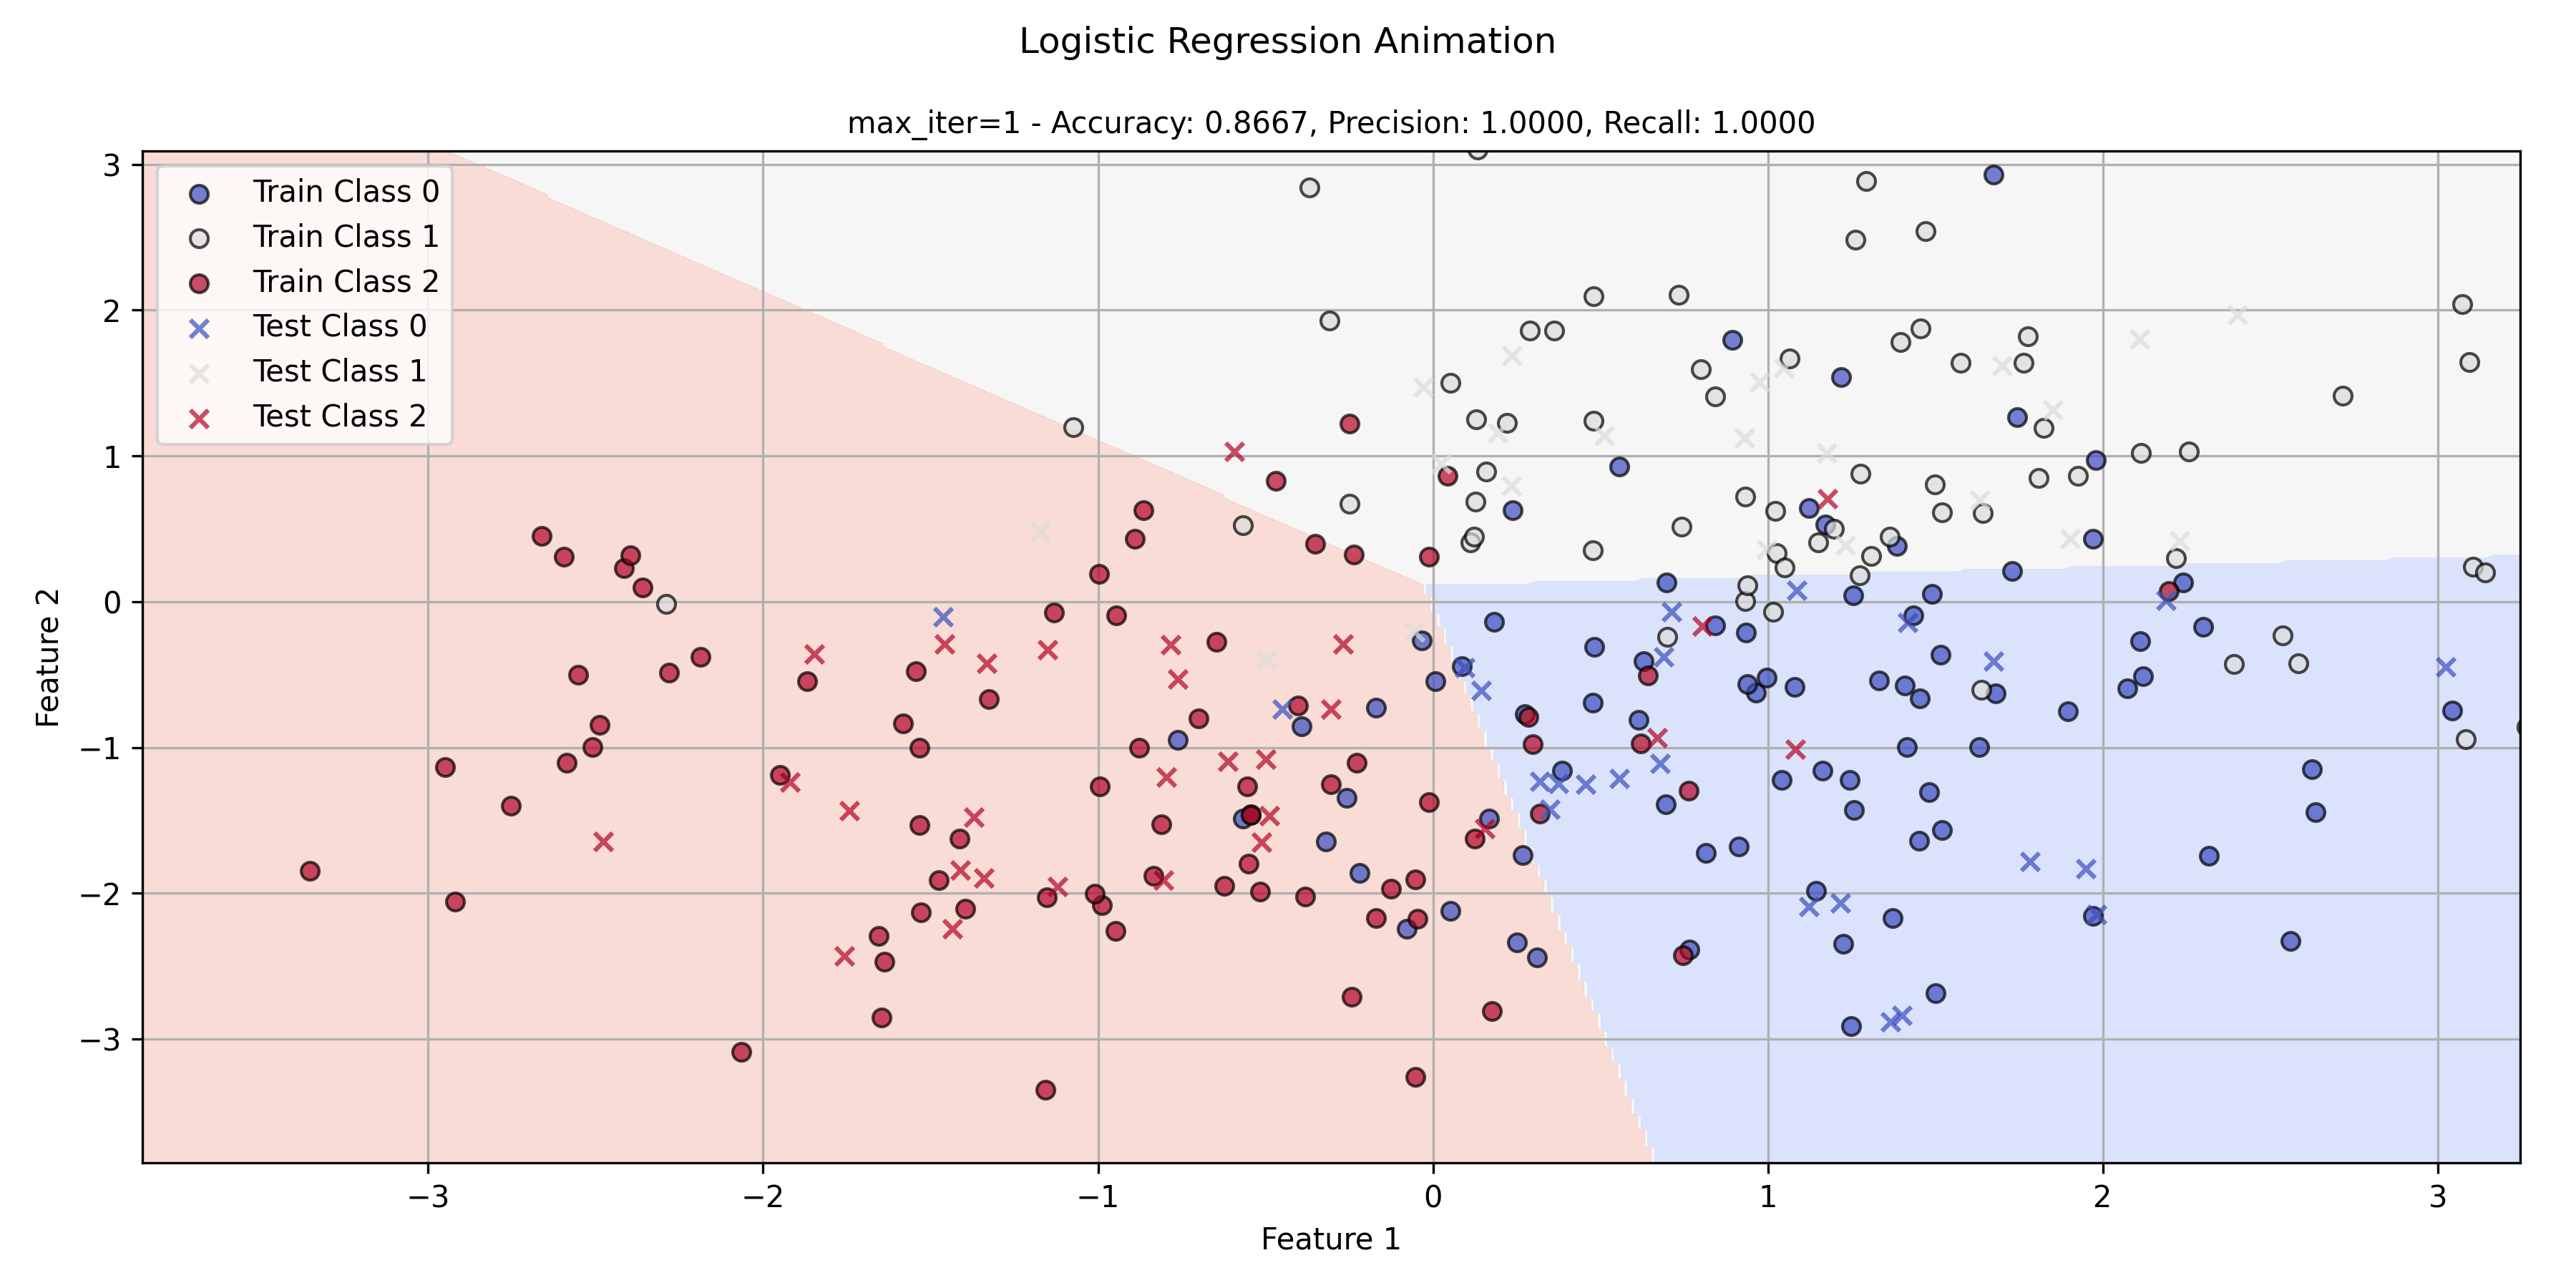 Logistic Regression Animation
max_iter=1 - Accuracy: 0.8667, Precision: 1.0000, Recall: 1.0000
Train Class 0
Train Class 1
Train Class 2
Test Class 0
Test Class 1
Test Class 2
3
2
1
0
−1
−2
−3
Feature 2
−3 −2 −1 0 1 2 3
Feature 1